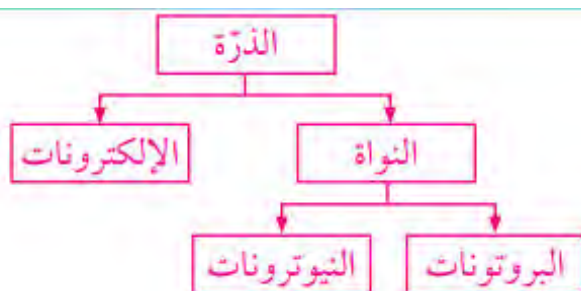 الذرّة
النواة
الإلكترونات
البروتونات
النيوترونات